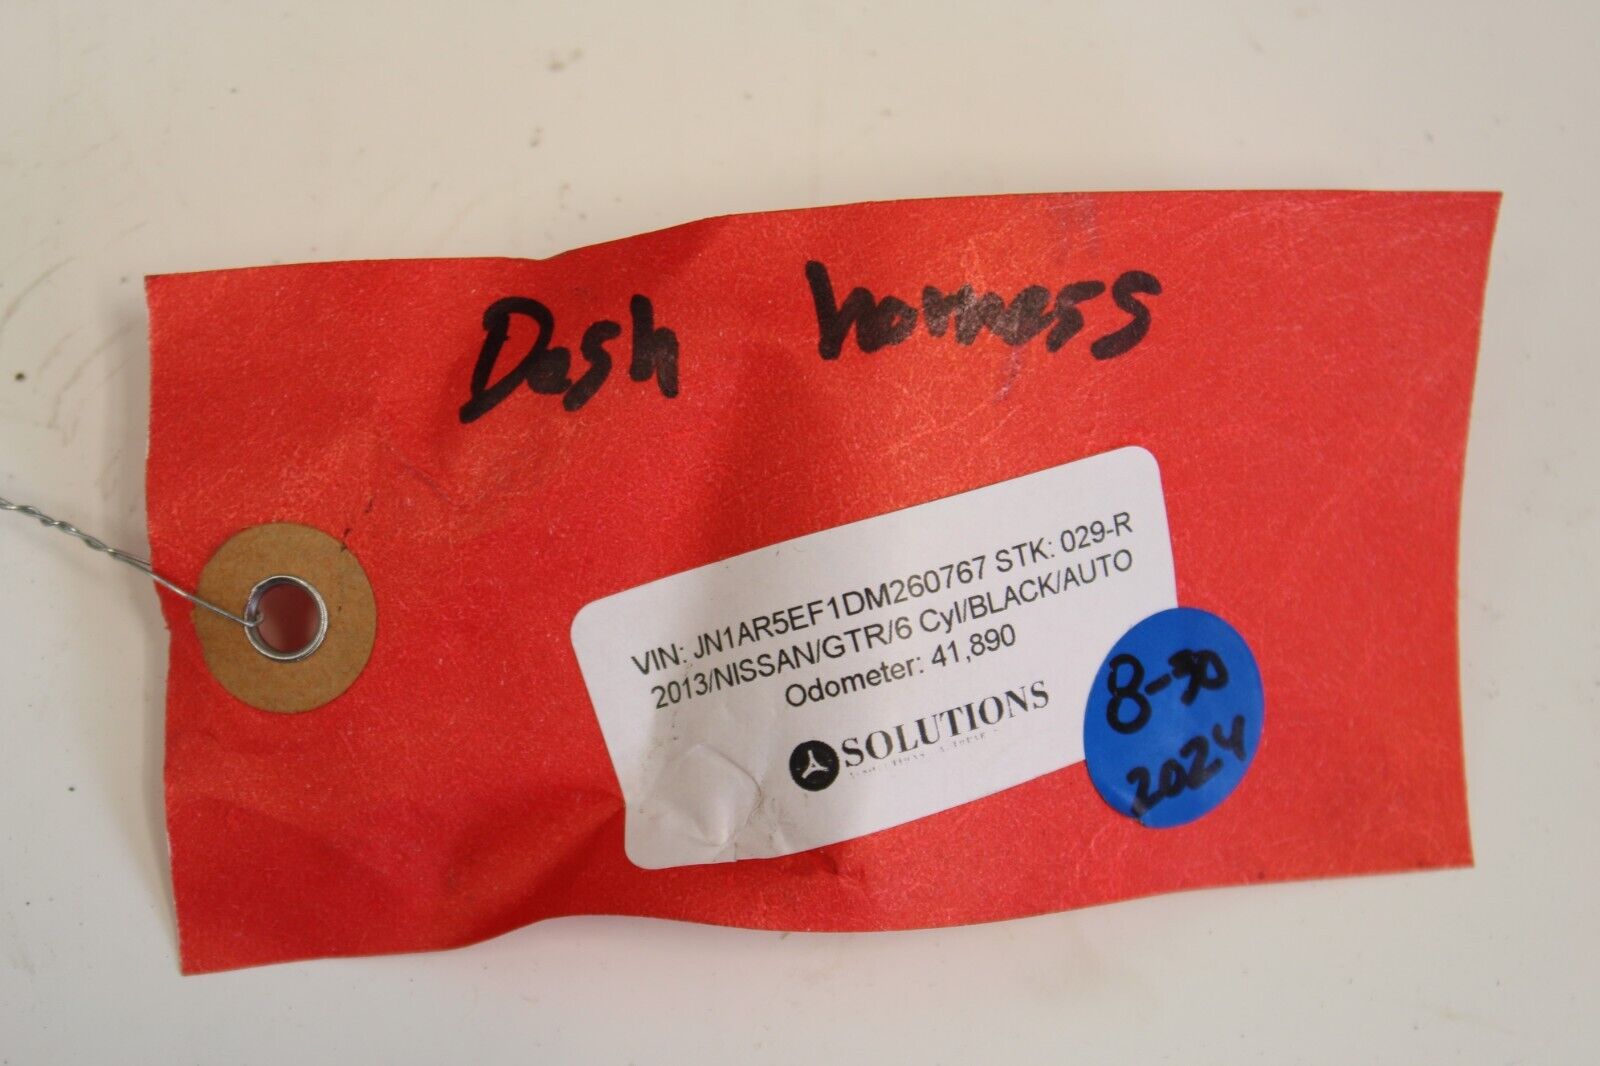 Dash harness
VIN: JN1AR5EF1DM260767 STK: 029-R
2013/NISSAN/GTR/6 Cyl/BLACK/AUTO
Odometer: 41,890
SOLUTIONS
8-30
2024